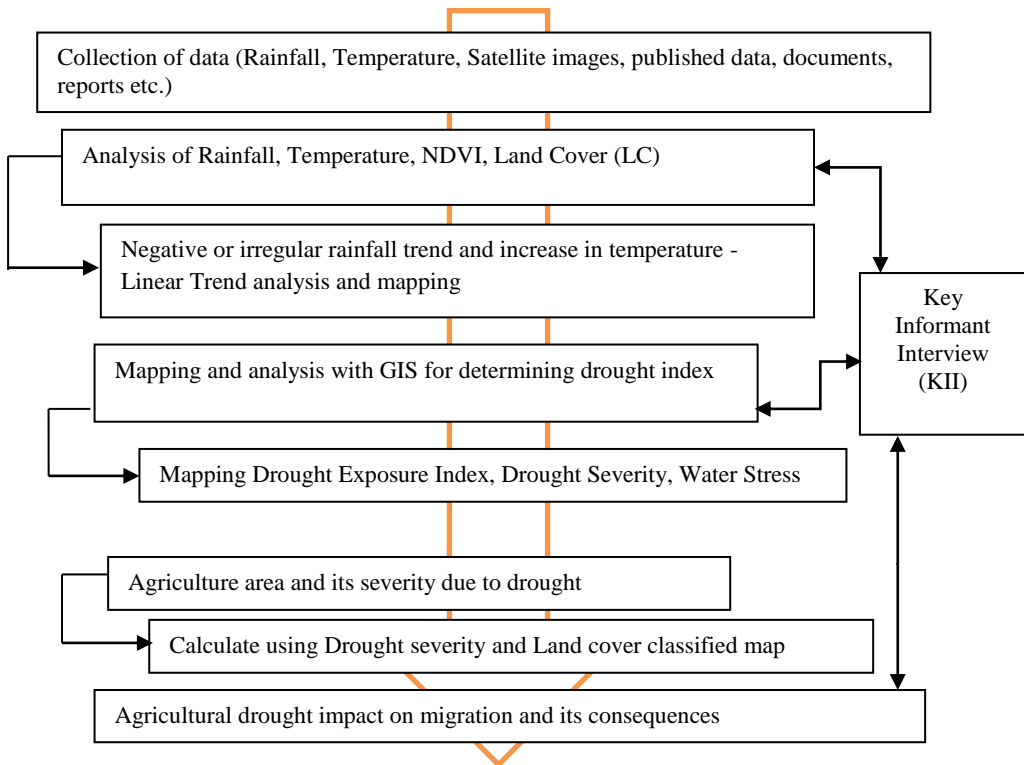 Collection of data (Rainfall, Temperature, Satellite images, published data, documents,
reports etc.)
Analysis of Rainfall, Temperature, NDVI, Land Cover (LC)
Negative or irregular rainfall trend and increase in temperature -
Linear Trend analysis and mapping
Key
Informant
Interview
(KII)
Mapping and analysis with GIS for determining drought index
Mapping Drought Exposure Index, Drought Severity, Water Stress
Agriculture area and its severity due to drought
Calculate using Drought severity and Land cover classified map
Agricultural drought impact on migration and its consequences